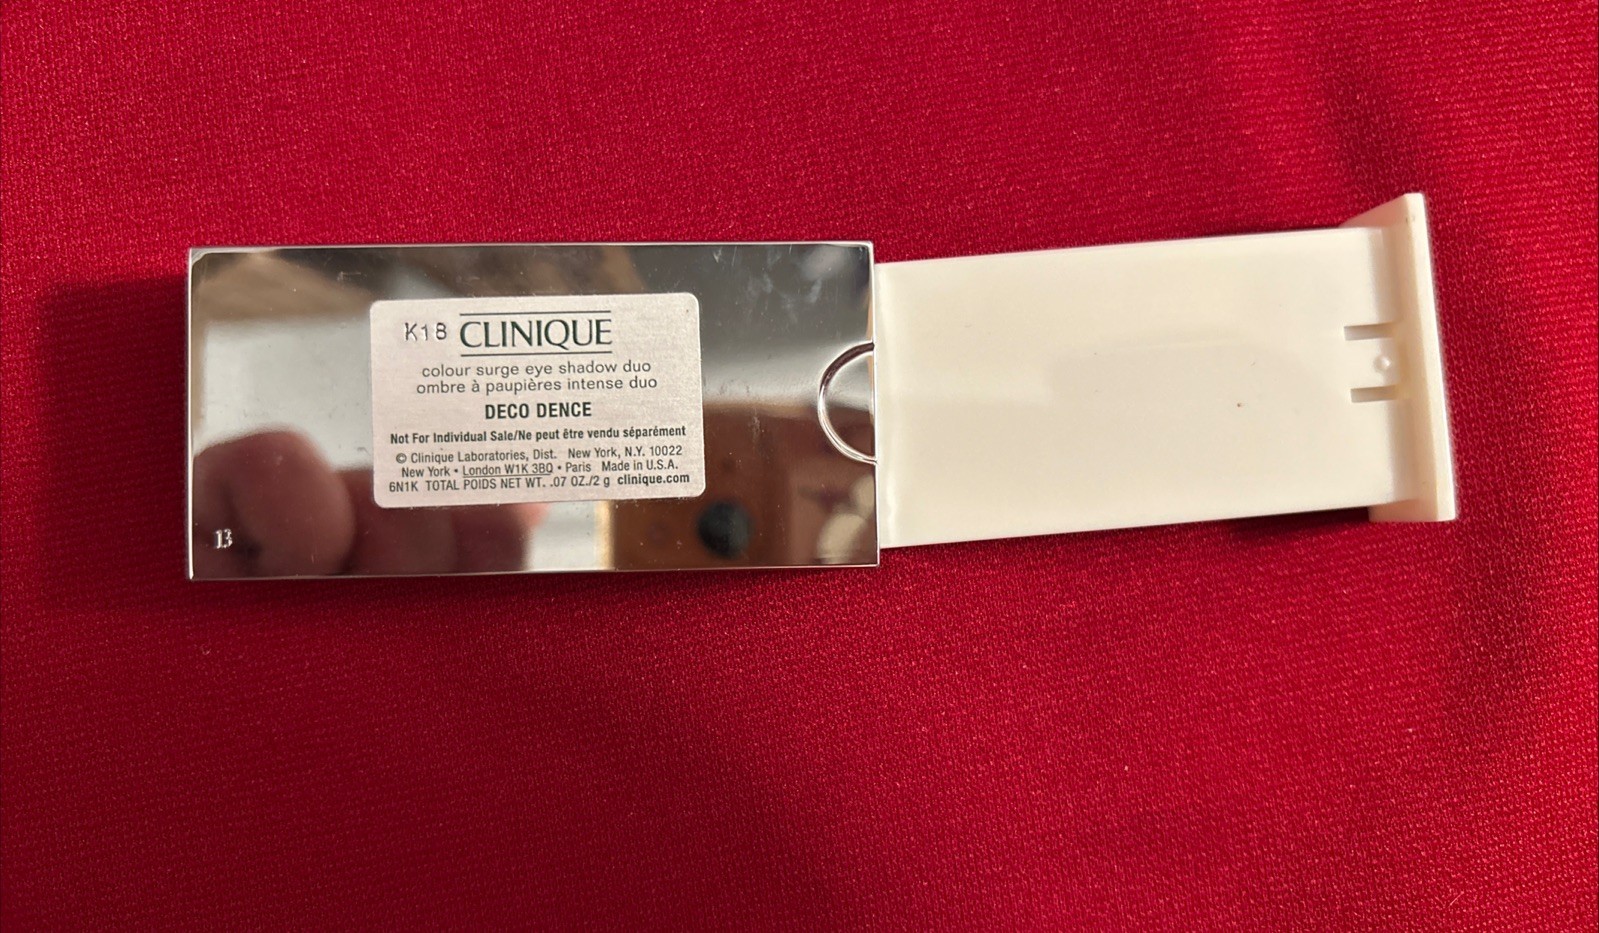 K18 CLINIQUE
colour surge eye shadow duo
ombre à paupières intense duo
DECO DENCE
Not For Individual Sale/Ne peut être vendu séparément
© Clinique Laboratories, Dist. New York, N.Y. 10022
New York • London W1K 3BQ • Paris Made in U.S.A.
6N1K TOTAL POIDS NET WT. .07 OZ./2 g clinique.com
13